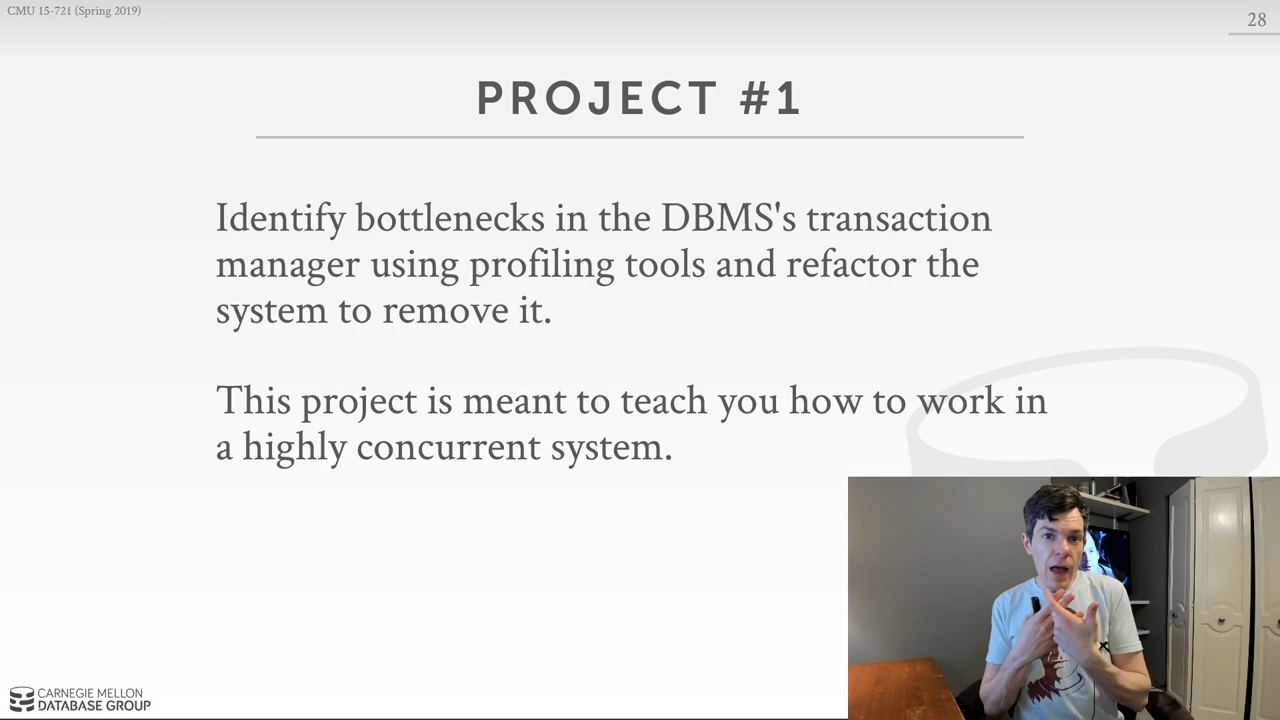 CMU 15-721 (Spring 2019)
28
PROJECT #1
Identify bottlenecks in the DBMS's transaction
manager using profiling tools and refactor the
system to remove it.
This project is meant to teach you how to work in
a highly concurrent system.
CARNEGIE MELLON
DATABASE GROUP